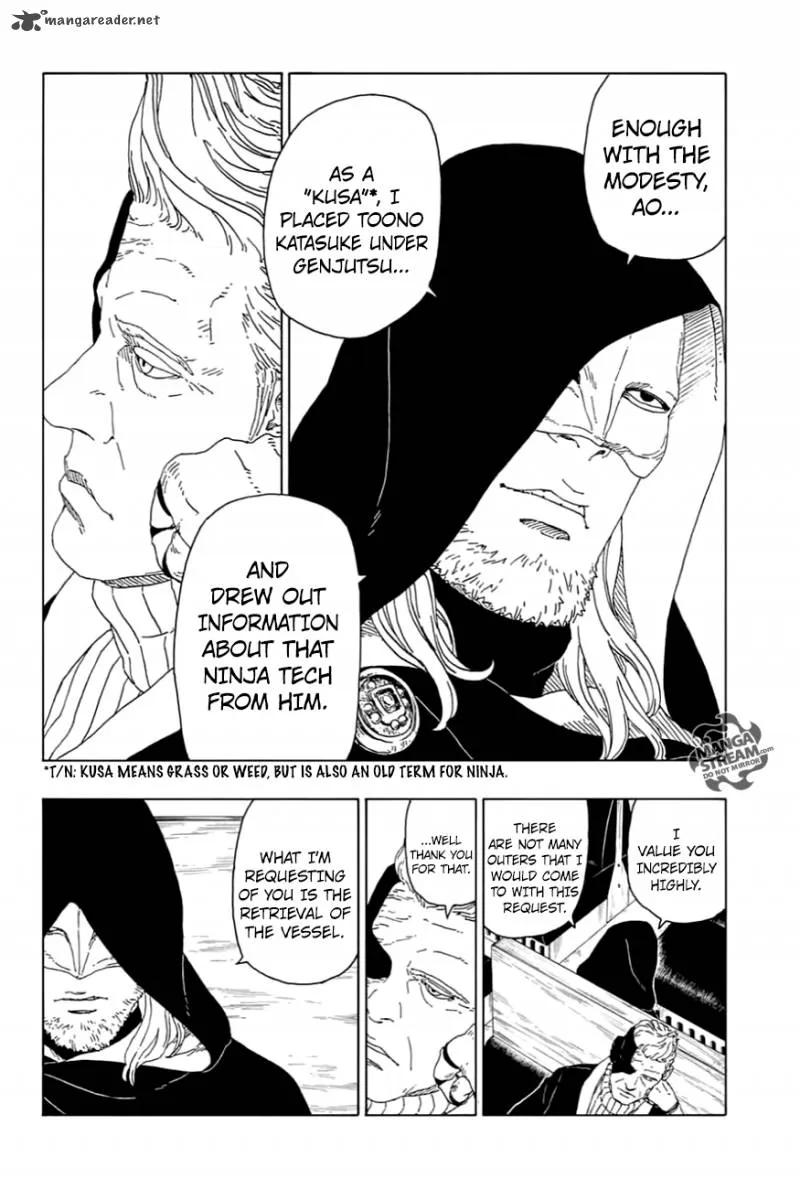 mangareader.net
ENOUGH
WITH THE
MODESTY,
AO...
AS A
"KUSA"*, I
PLACED TOONO
KATASUKE UNDER
GENJUTSU...
AND
DREW OUT
INFORMATION
ABOUT THAT
NINJA TECH
FROM HIM.
MANGA
STREAM.com
DO NOT MIRROR
*T/N: KUSA MEANS GRASS OR WEED, BUT IS ALSO AN OLD TERM FOR NINJA.
I
VALUE YOU
INCREDIBLY
HIGHLY.
THERE
ARE NOT MANY
OUTERS THAT I
WOULD COME
TO WITH THIS
REQUEST.
...WELL
THANK YOU
FOR THAT.
WHAT I'M
REQUESTING
OF YOU IS THE
RETRIEVAL OF
THE VESSEL.